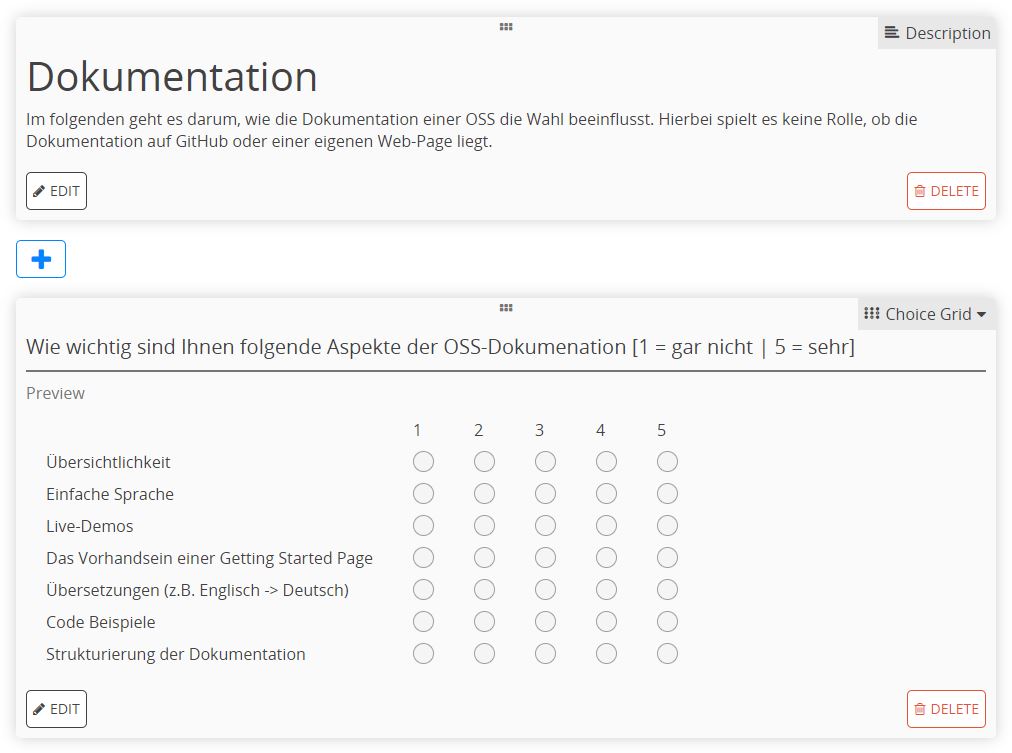 Description
Dokumentation
Im folgenden geht es darum, wie die Dokumentation einer OSS die Wahl beeinflusst. Hierbei spielt es keine Rolle, ob die
Dokumentation auf GitHub oder einer eigenen Web-Page liegt.
EDIT DELETE
Choice Grid
Wie wichtig sind Ihnen folgende Aspekte der OSS-Dokumenation [1 = gar nicht | 5 = sehr]
Preview
1 2 3 4 5
Übersichtlichkeit
Einfache Sprache
Live-Demos
Das Vorhandsein einer Getting Started Page
Übersetzungen (z.B. Englisch -> Deutsch)
Code Beispiele
Strukturierung der Dokumentation
EDIT DELETE